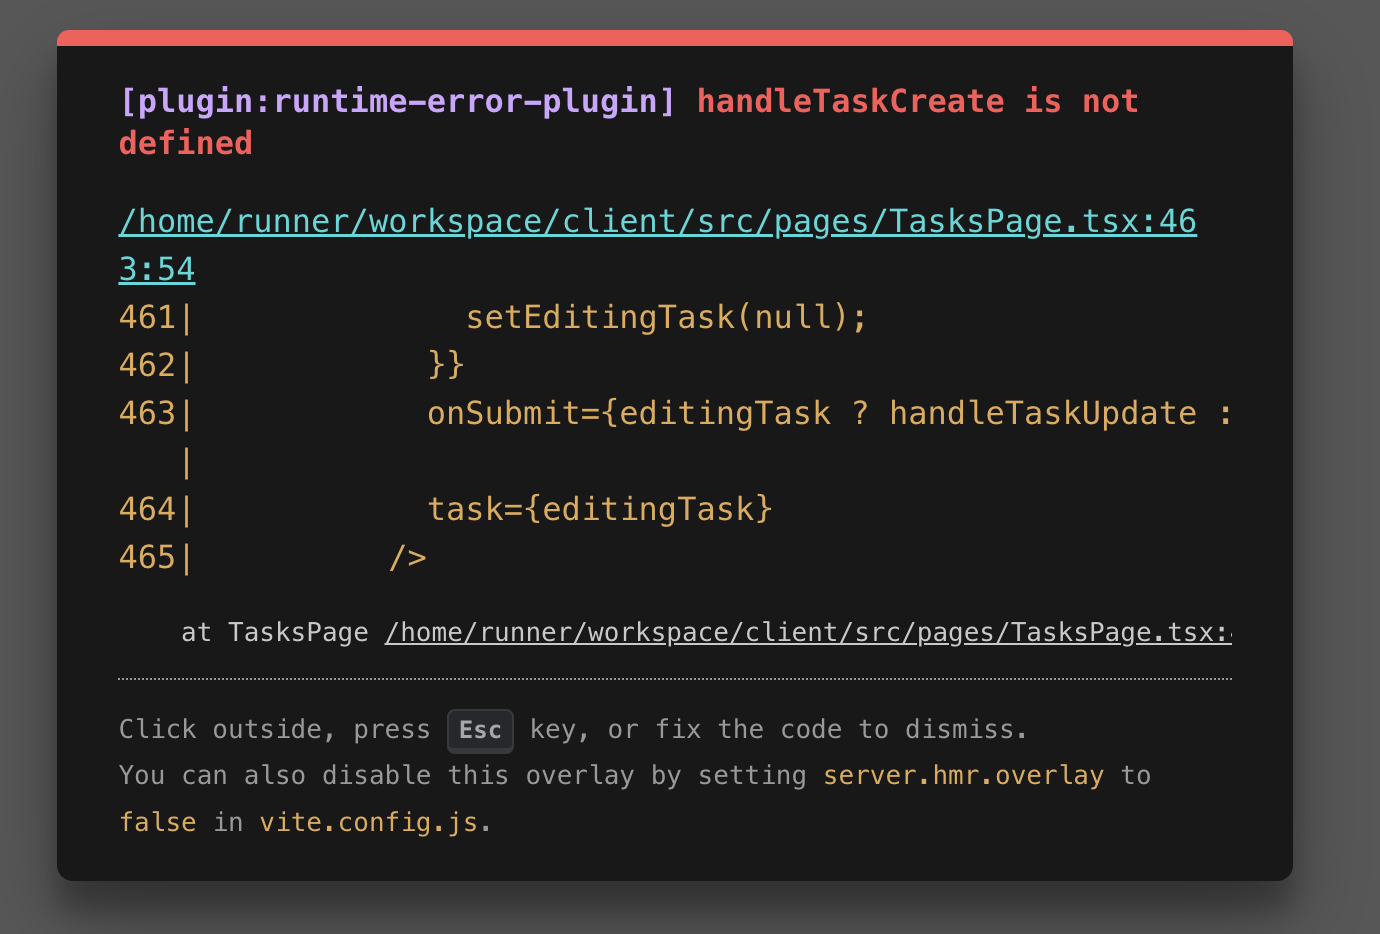 [plugin:runtime-error-plugin] handleTaskCreate is not
defined
/home/runner/workspace/client/src/pages/TasksPage.tsx:46
3:54
461|              setEditingTask(null);
462|            }}
463|            onSubmit={editingTask ? handleTaskUpdate :
   |
464|            task={editingTask}
465|          />
    at TasksPage /home/runner/workspace/client/src/pages/TasksPage.tsx:
Click outside, press Esc key, or fix the code to dismiss.
You can also disable this overlay by setting server.hmr.overlay to
false in vite.config.js.